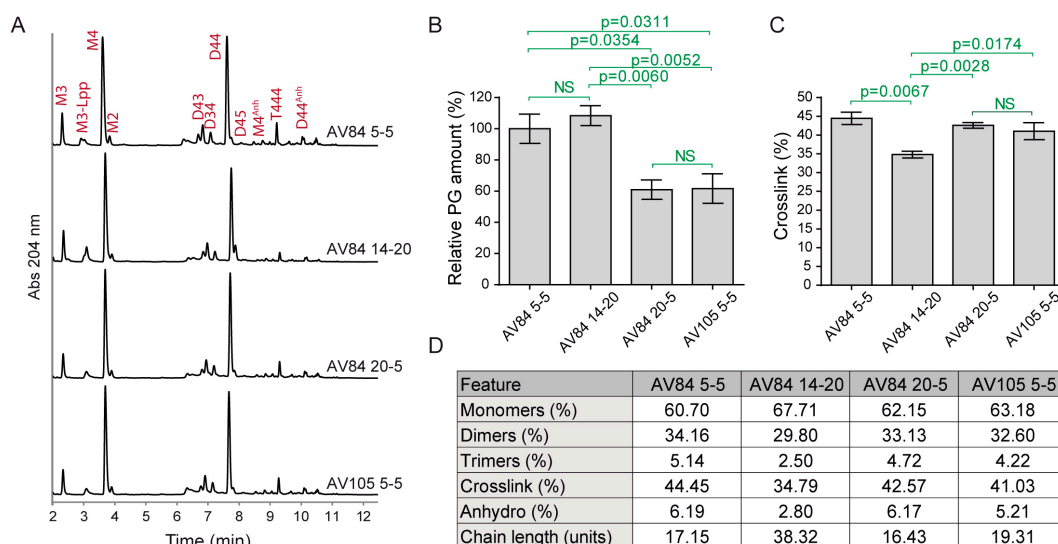 A
M3
M3-Lpp
M4
M2
D43
D34
D44
D45
M4Anh
T444
D44Anh
AV84 5-5
AV84 14-20
AV84 20-5
AV105 5-5
Abs 204 nm
2 3 4 5 6 7 8 9 10 11 12
Time (min)
B
p=0.0311
p=0.0354
p=0.0052
p=0.0060
NS
NS
Relative PG amount (%)
120
100
80
60
40
20
0
AV84 5-5
AV84 14-20
AV84 20-5
AV105 5-5
C
p=0.0174
p=0.0028
p=0.0067
NS
Crosslink (%)
50
45
40
35
30
25
20
15
10
5
0
AV84 5-5
AV84 14-20
AV84 20-5
AV105 5-5
D
Feature AV84 5-5 AV84 14-20 AV84 20-5 AV105 5-5
Monomers (%) 60.70 67.71 62.15 63.18
Dimers (%) 34.16 29.80 33.13 32.60
Trimers (%) 5.14 2.50 4.72 4.22
Crosslink (%) 44.45 34.79 42.57 41.03
Anhydro (%) 6.19 2.80 6.17 5.21
Chain length (units) 17.15 38.32 16.43 19.31